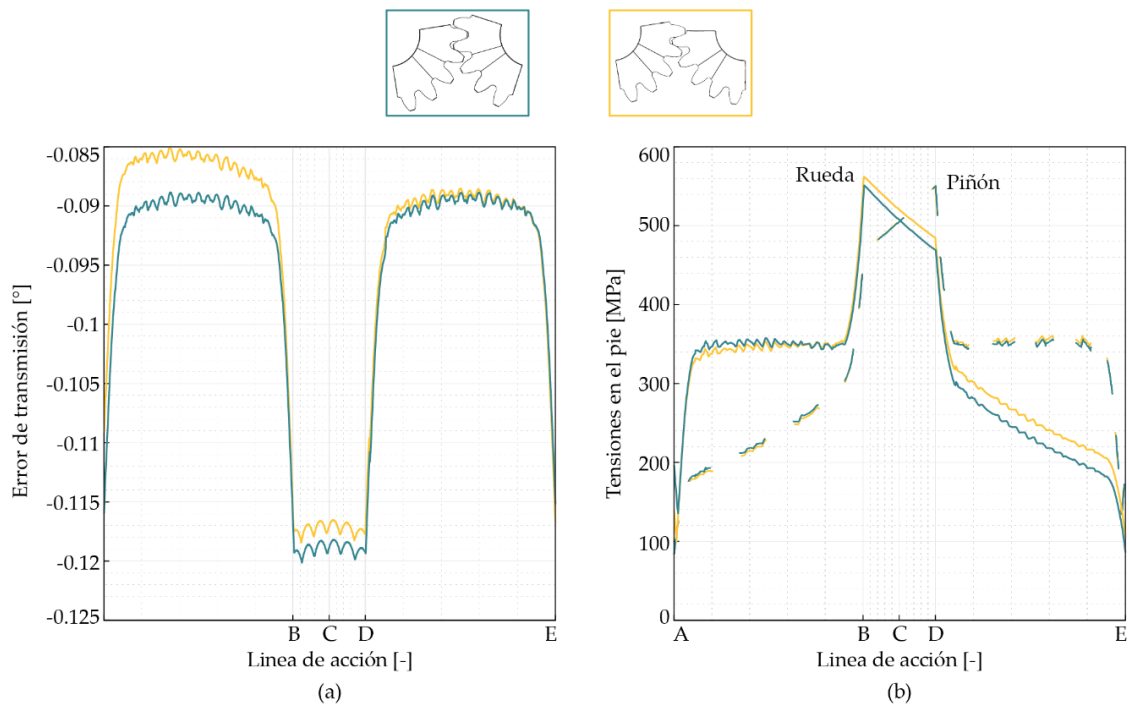 -0.085
-0.09
-0.095
-0.1
-0.105
-0.11
-0.115
-0.12
-0.125
Error de transmisión [°]
B C D E
Linea de acción [-]
(a)
600
500
400
300
200
100
0
Tensiones en el pie [MPa]
Rueda
Piñón
A B C D E
Linea de acción [-]
(b)